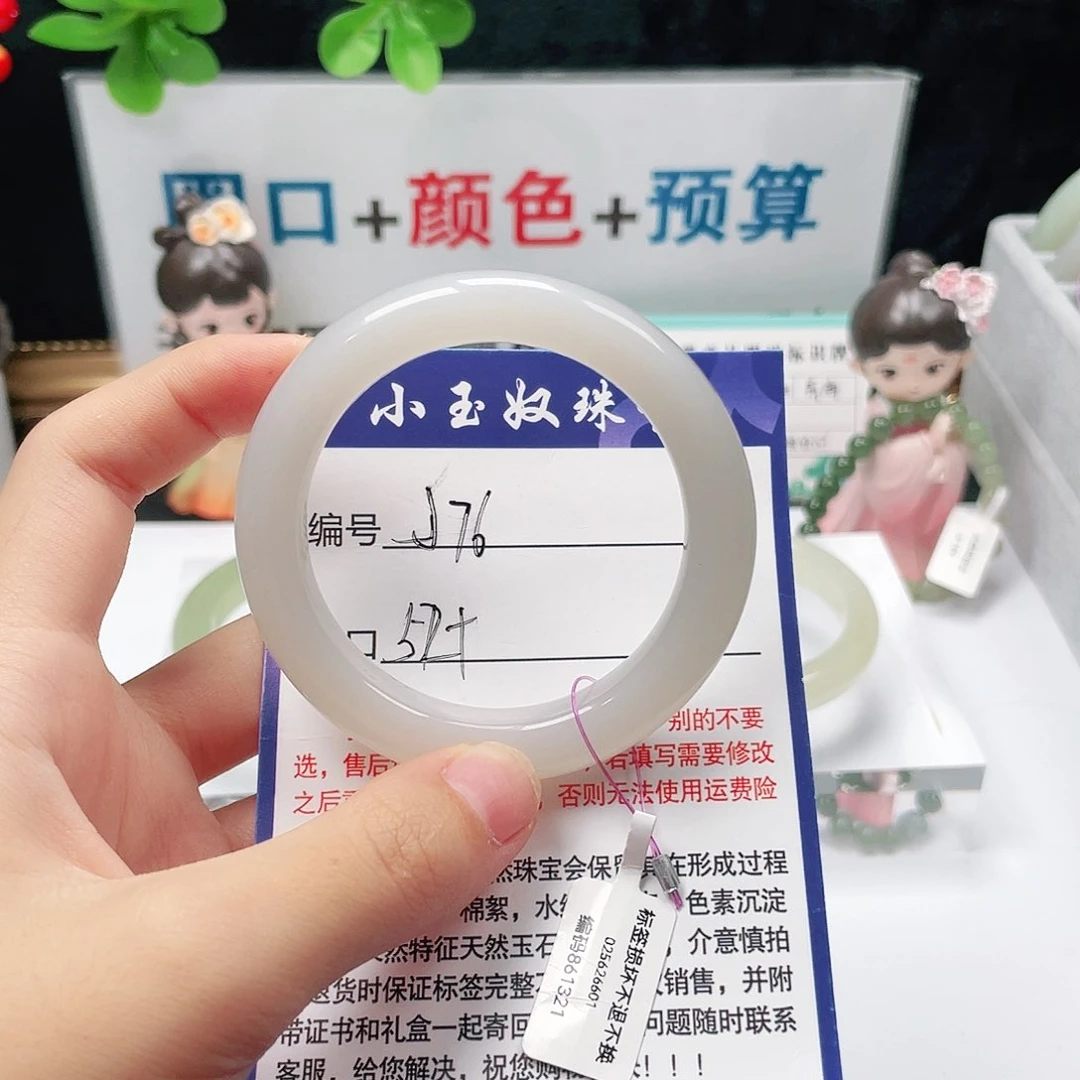 口+颜色+预算
小玉奴珠
编号 J76
口 52+
别的不要
选，售后 若填写需要修改
之后 否则无法使用运费险
然珠宝会保留其在形成过程
棉絮，水 色素沉淀
然特征天然玉石 ，介意慎拍
退货时保证标签完整 销售，并附
带证书和礼盒一起寄回 问题随时联系
客服，给您解决，祝您购物 ！！！
标签损坏不退不换
025626601
编码861321